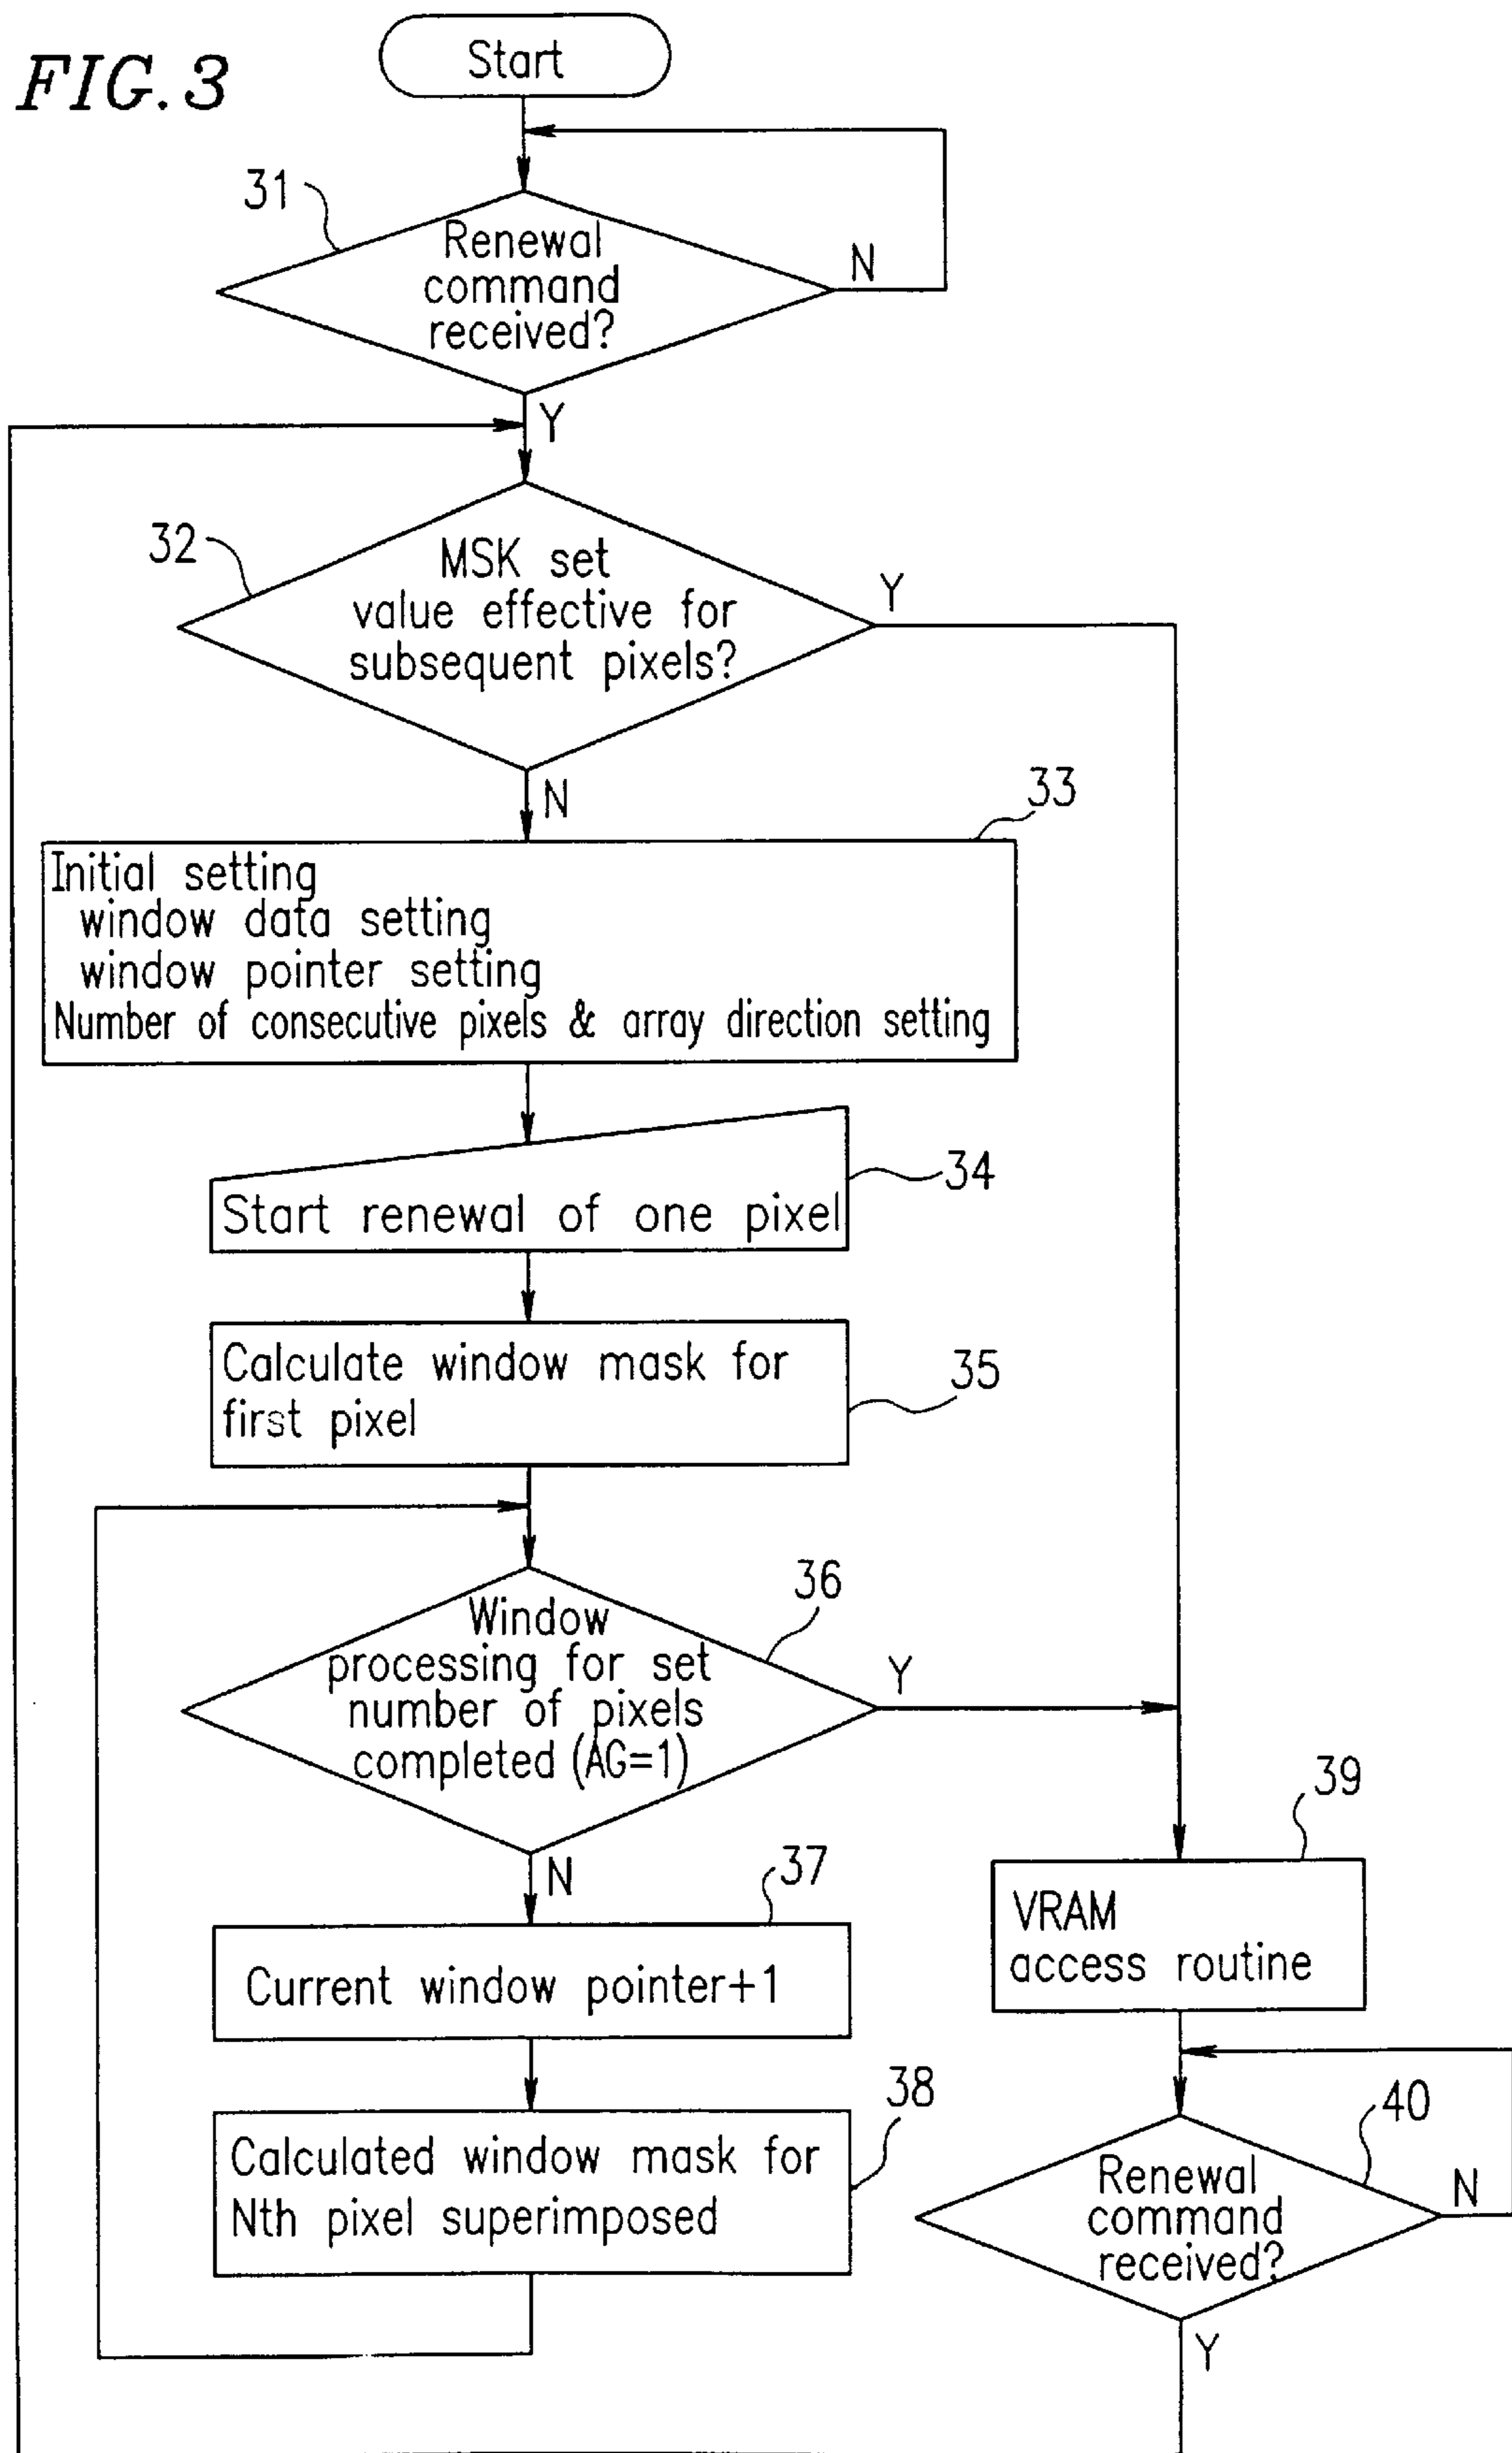 FIG. 3
Start
31
Renewal
command
received?
N
Y
32
MSK set
value effective for
subsequent pixels?
Y
N
33
Initial setting
window data setting
window pointer setting
Number of consecutive pixels & array direction setting
34
Start renewal of one pixel
Calculate window mask for
first pixel
35
36
Window
processing for set
number of pixels
completed (AG=1)
Y
N
37
Current window pointer+1
38
Calculated window mask for
Nth pixel superimposed
39
VRAM
access routine
40
Renewal
command
received?
N
Y